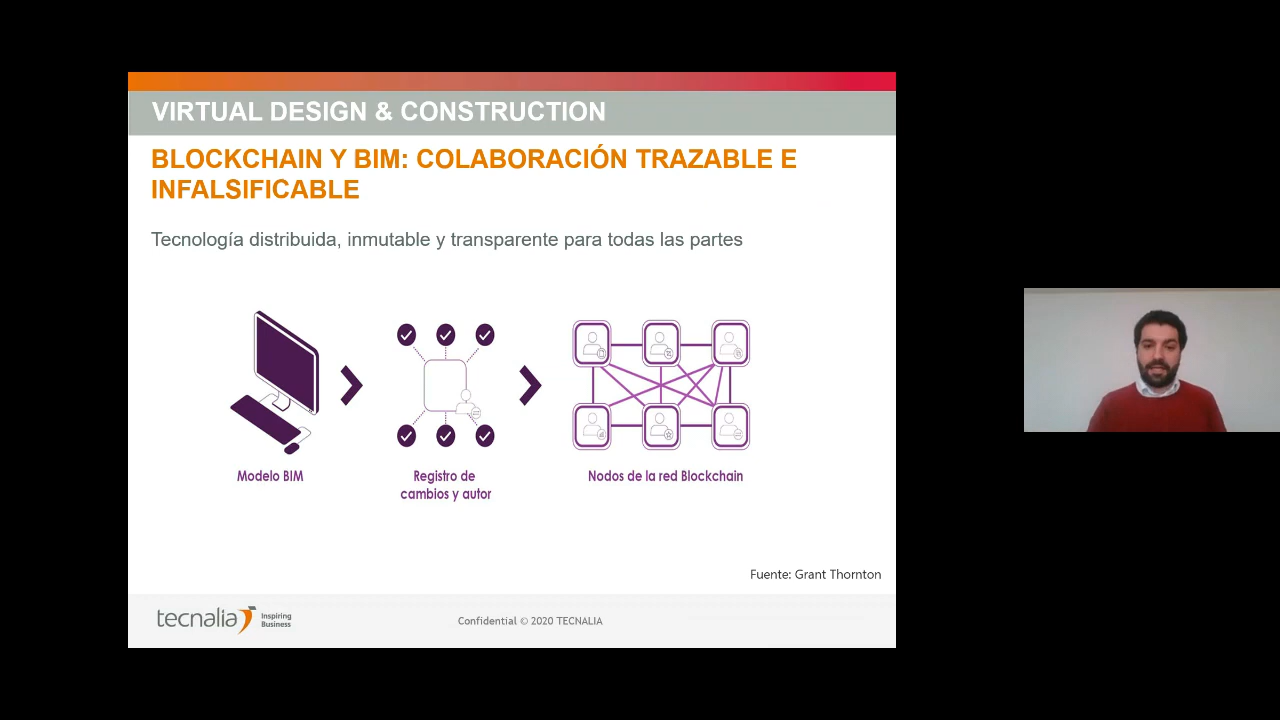 VIRTUAL DESIGN & CONSTRUCTION
BLOCKCHAIN Y BIM: COLABORACIÓN TRAZABLE E
INFALSIFICABLE
Tecnología distribuida, inmutable y transparente para todas las partes
Modelo BIM
Registro de
cambios y autor
Nodos de la red Blockchain
Fuente: Grant Thornton
tecnalia
Inspiring
Business
Confidential © 2020 TECNALIA